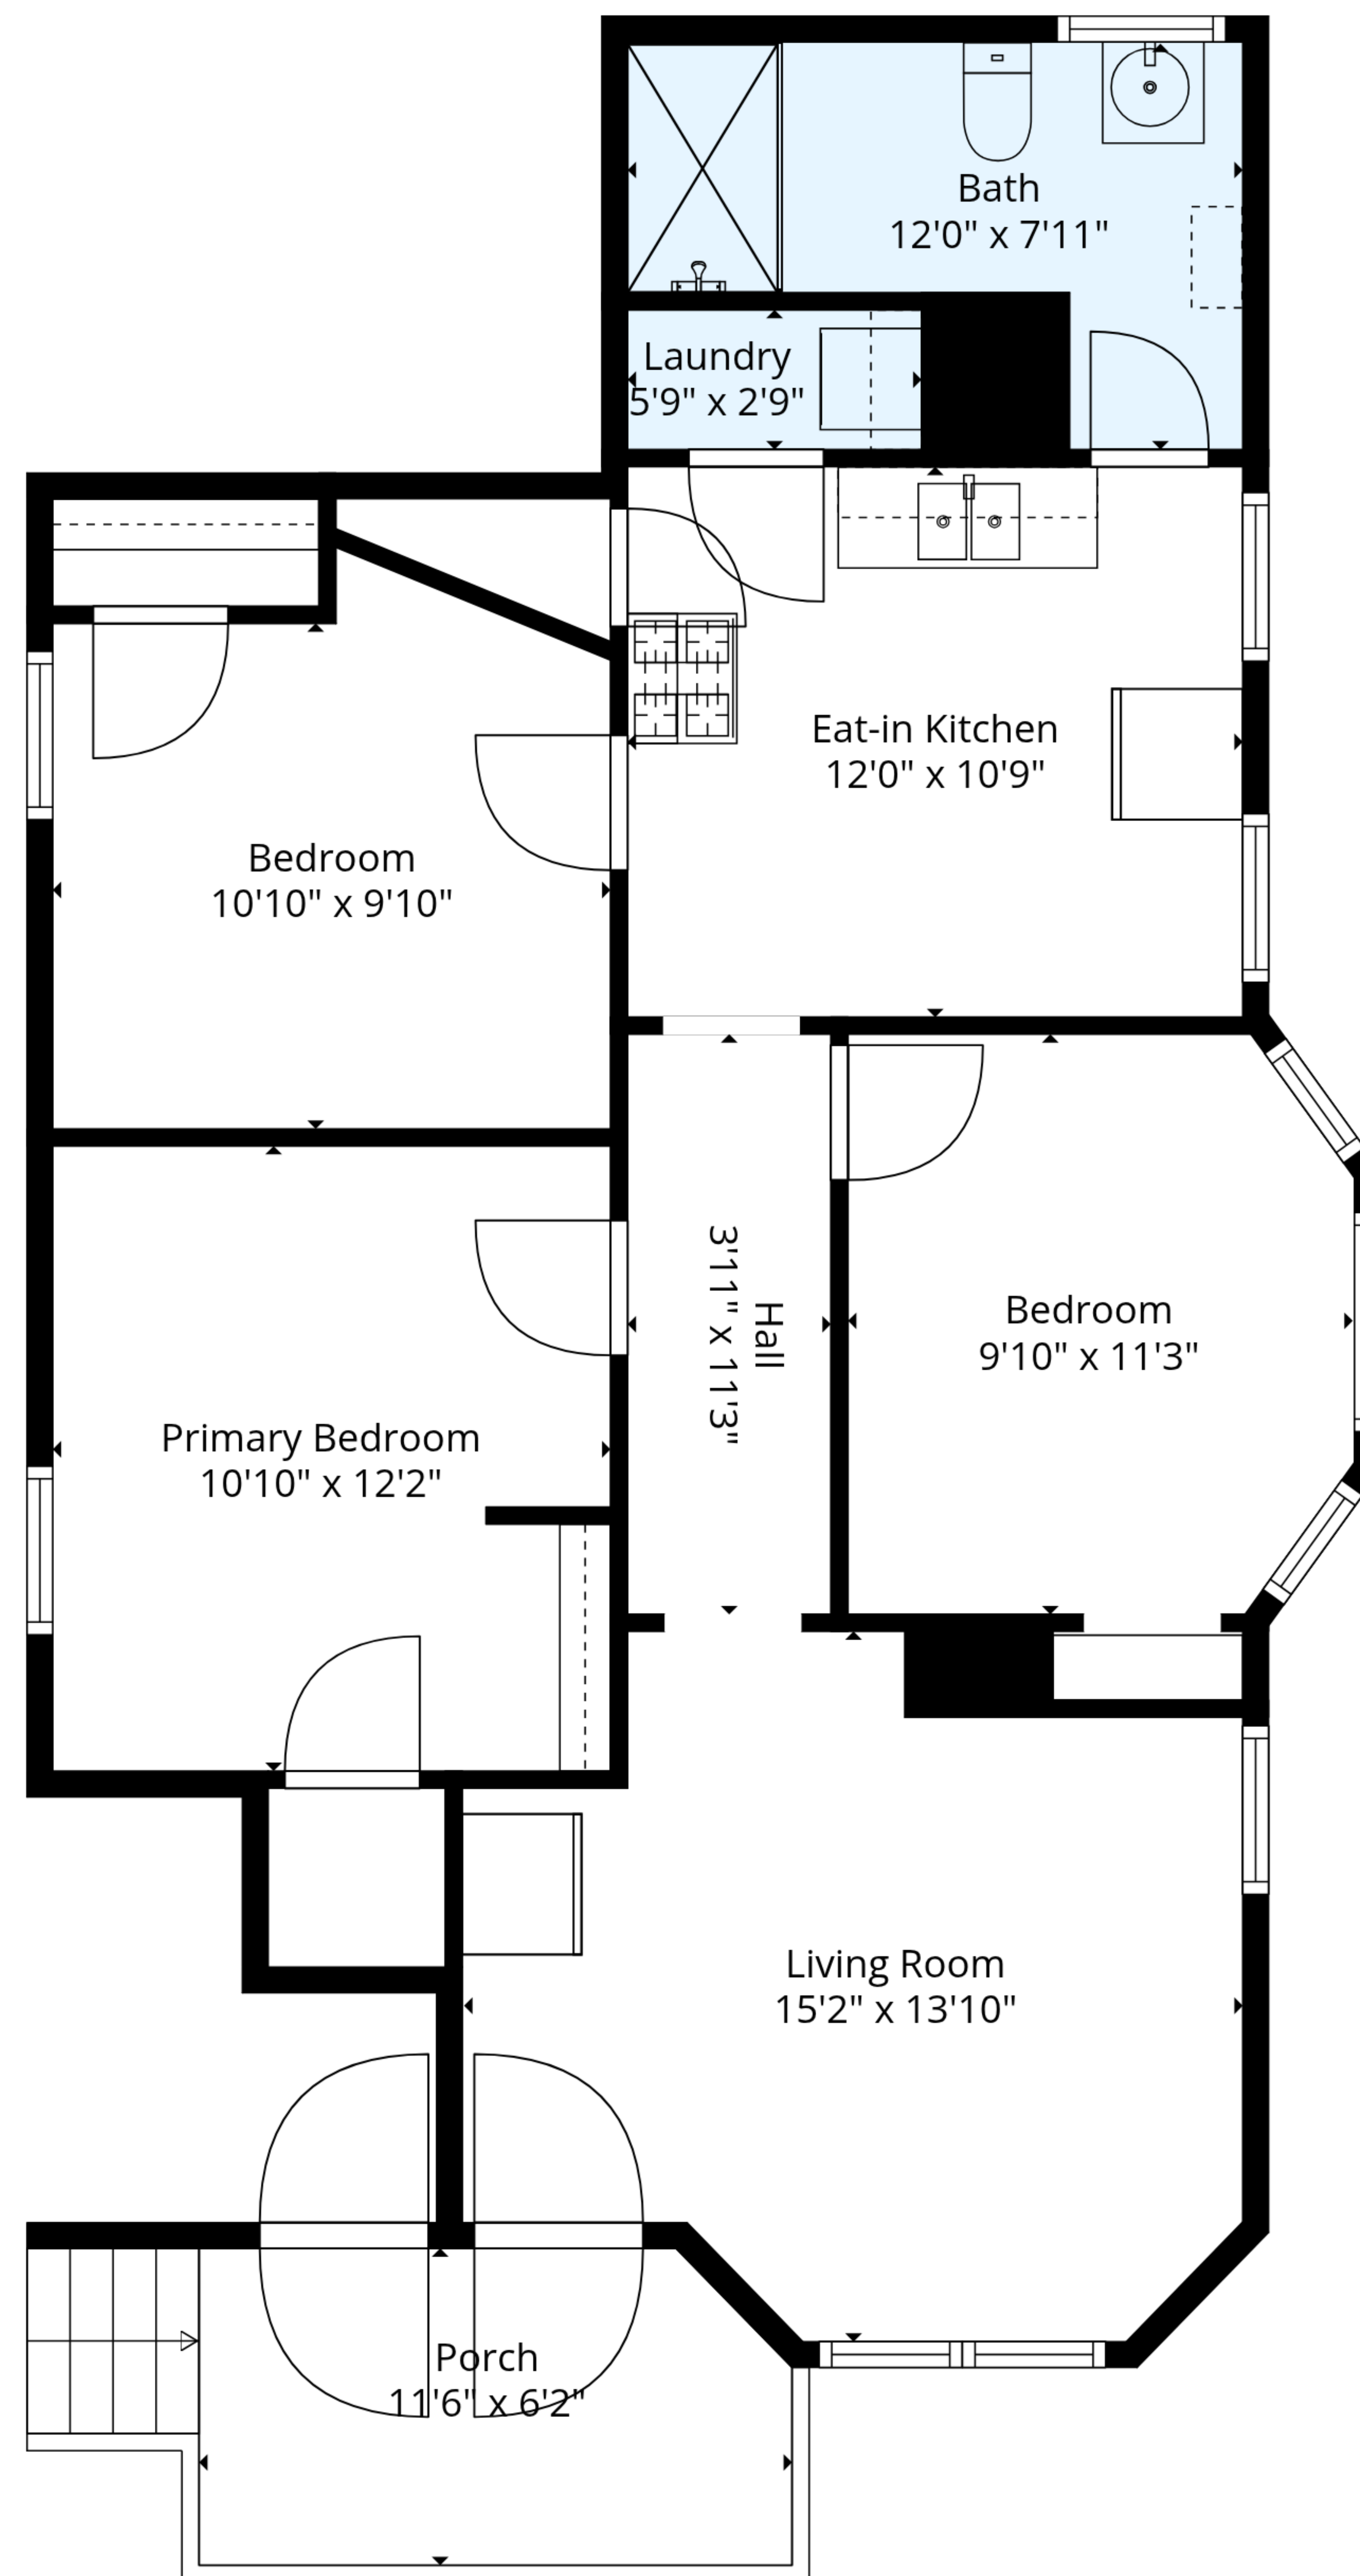 Bath
12'0" x 7'11"
Laundry
5'9" x 2'9"
Eat-in Kitchen
12'0" x 10'9"
Bedroom
10'10" x 9'10"
Hall
3'11" x 11'3"
Bedroom
9'10" x 11'3"
Primary Bedroom
10'10" x 12'2"
Living Room
15'2" x 13'10"
Porch
11'6" x 6'2"